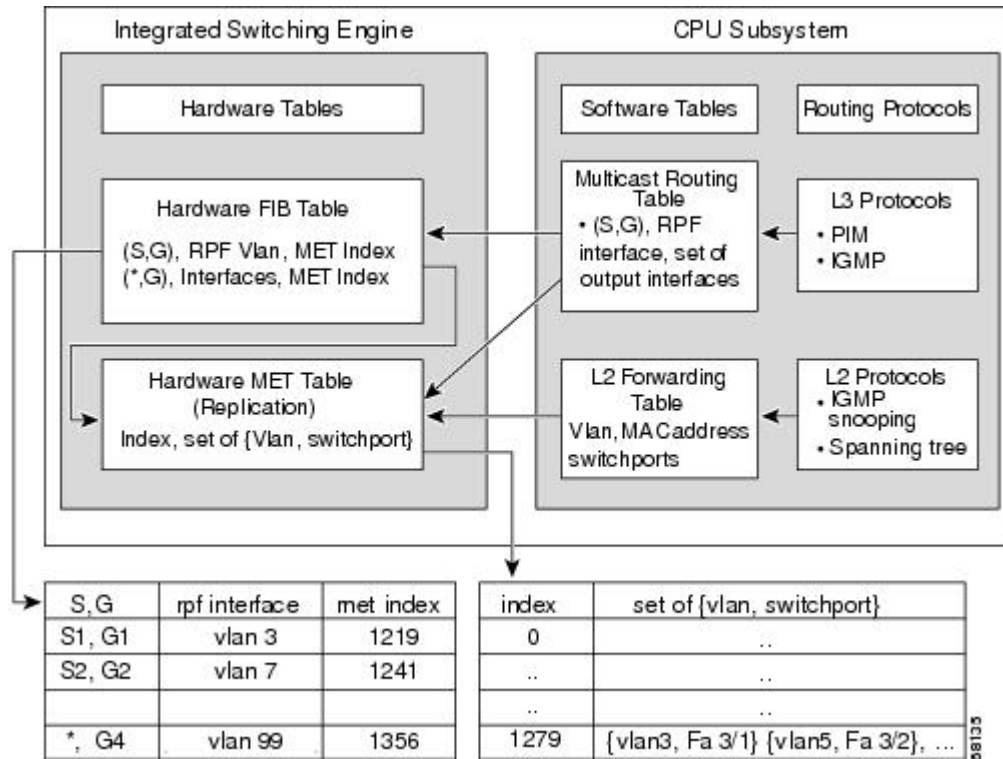 Integrated Switching Engine
CPU Subsystem
Hardware Tables
Software Tables
Routing Protocols
Hardware FIB Table
(S,G), RPF Vlan, MET Index
(*,G), Interfaces, MET Index
Multicast Routing
Table
• (S,G), RPF
interface, set of
output interfaces
L3 Protocols
• PIM
• IGMP
Hardware MET Table
(Replication)
Index, set of {Vlan, switchport}
L2 Forwarding
Table
Vlan,MACaddress
switchports
L2 Protocols
• IGMP
snooping
• Spanning tree
S,G rpf interface met index
S1, G1 vlan 3 1219
S2, G2 vlan 7 1241
*, G4 vlan 99 1356
index set of {vlan, switchport}
0 ..
.. ..
.. ..
1279 {vlan3, Fa 3/1} {vlan5, Fa 3/2}, ...
68135